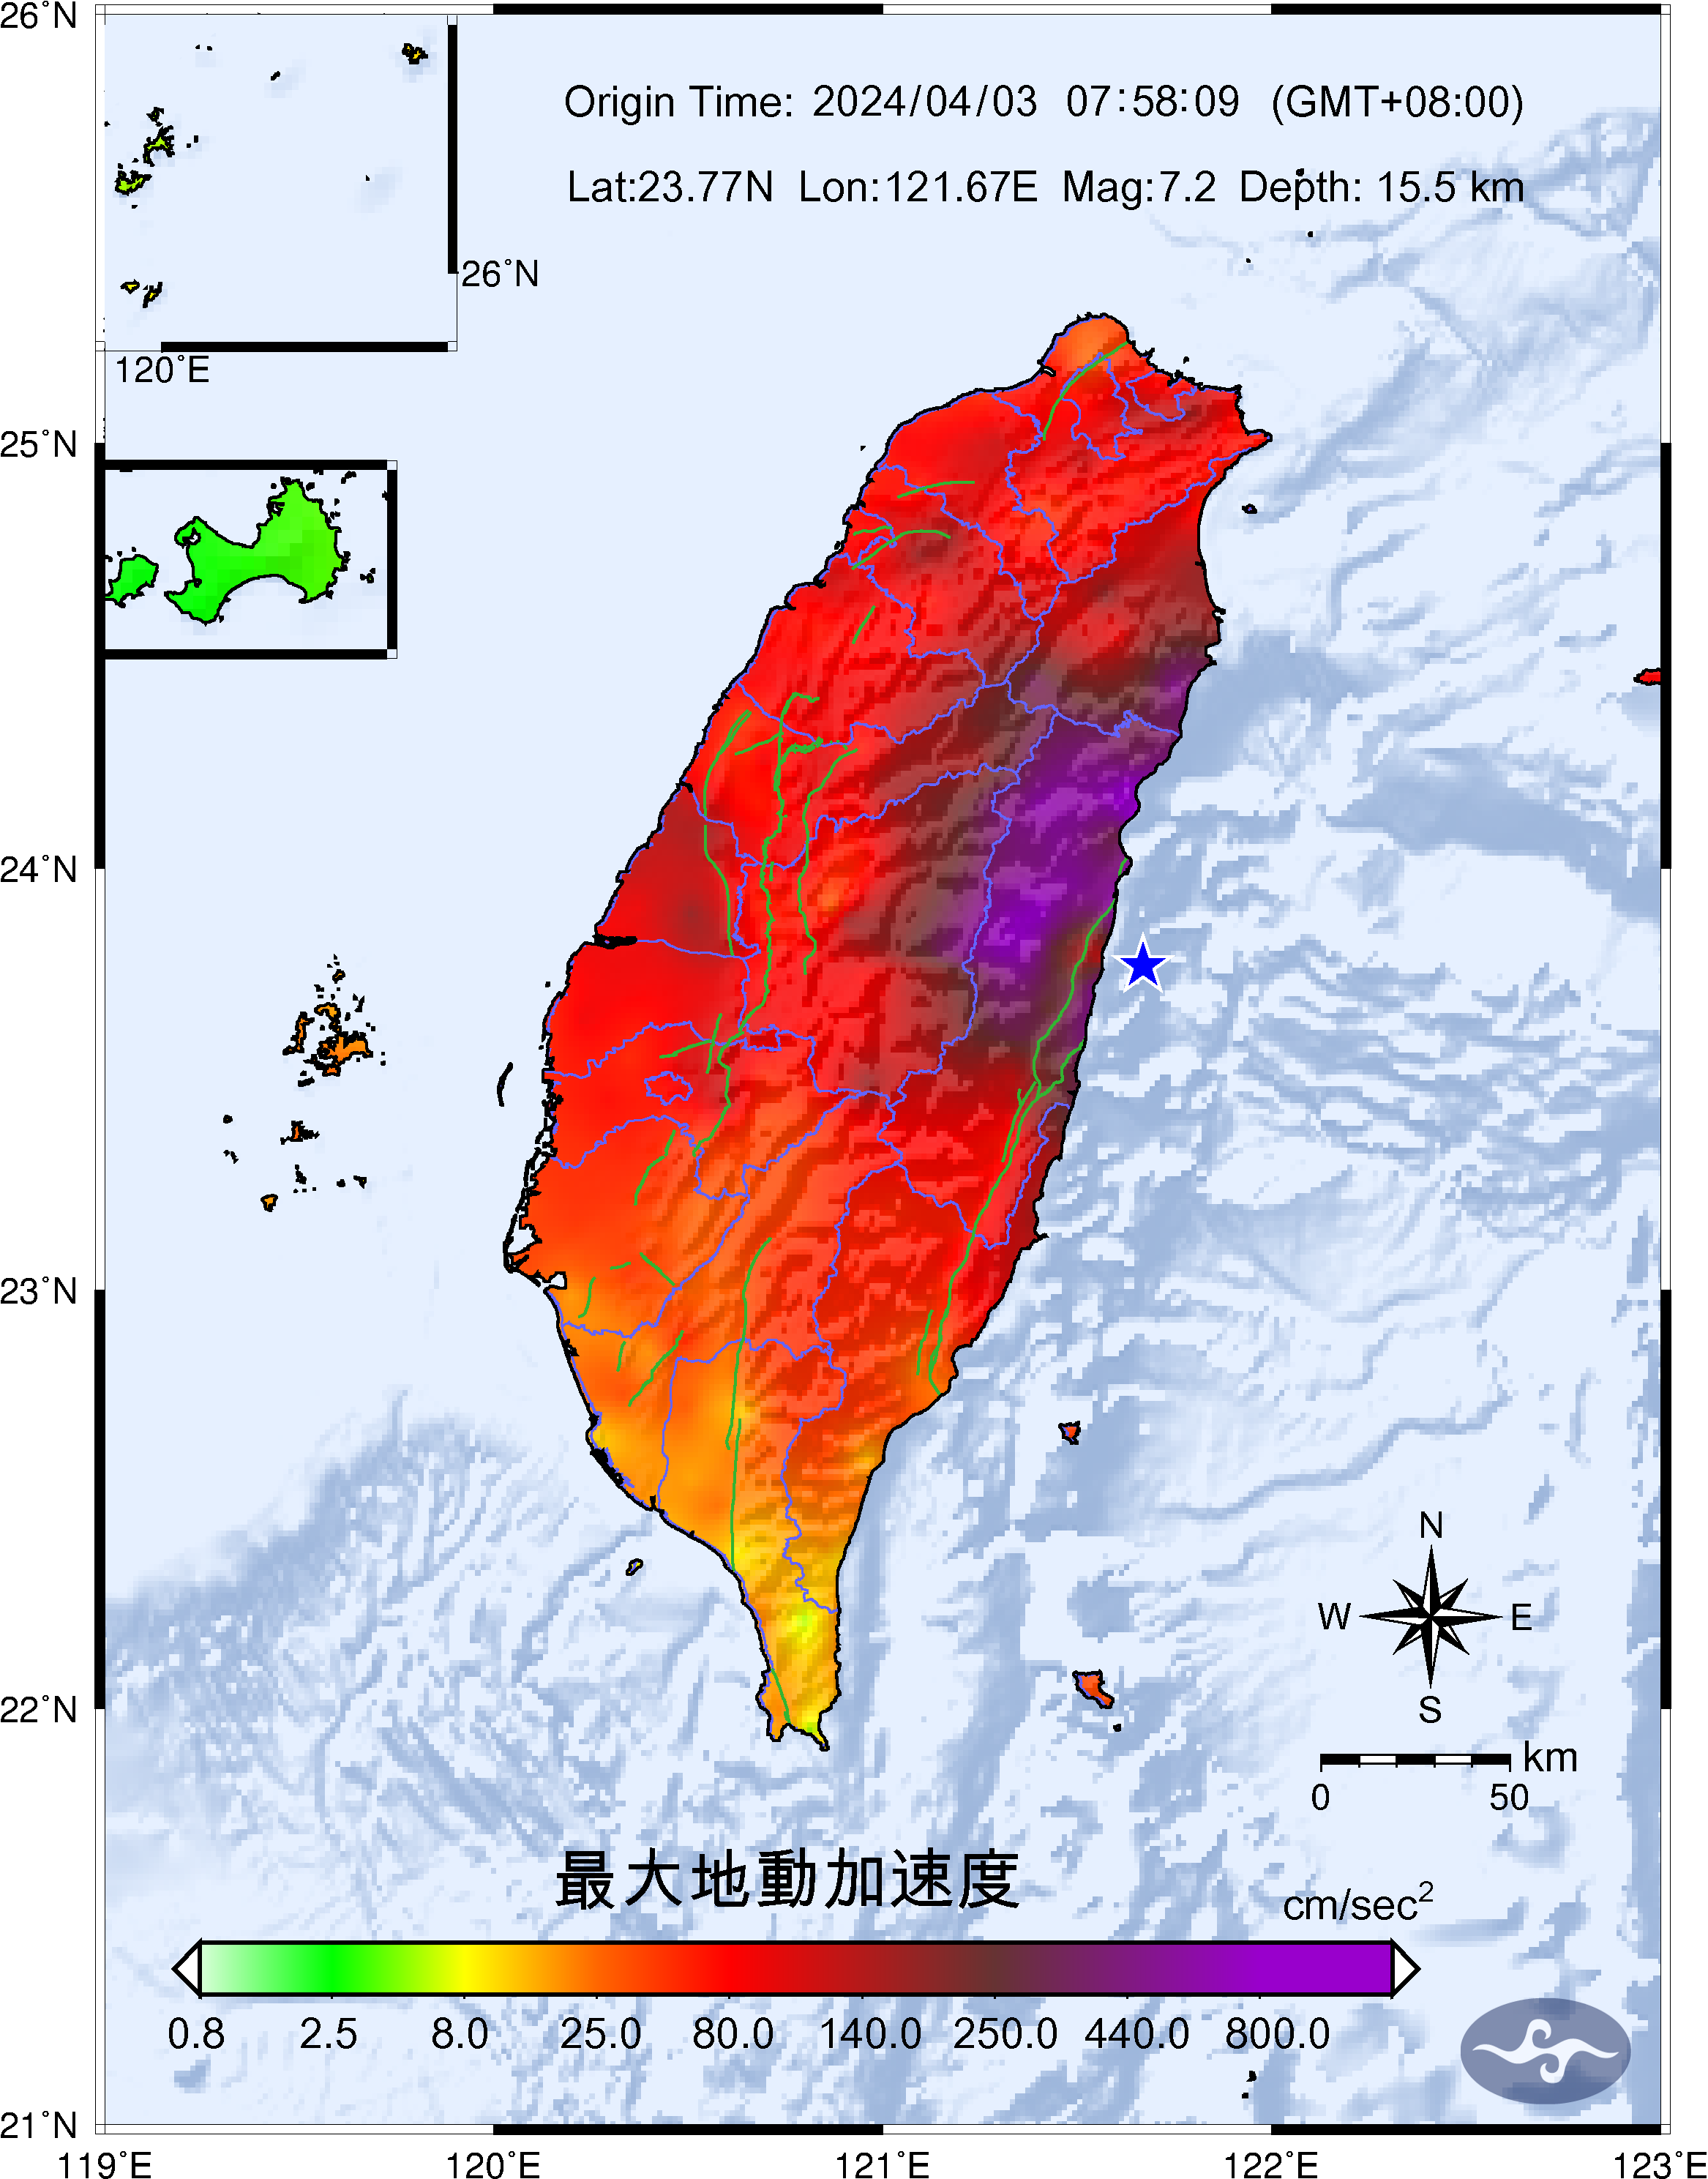 26°N
Origin Time: 2024/04/03 07:58:09 (GMT+08:00)
Lat:23.77N Lon:121.67E Mag:7.2 Depth: 15.5 km
26°N
120°E
25°N
24°N
23°N
22°N
N
W
E
S
km
0
50
最大地動加速度
cm/sec²
0.8
2.5
8.0
25.0
80.0
140.0
250.0
440.0
800.0
21°N
119°E
120°E
121°E
122°E
123°E